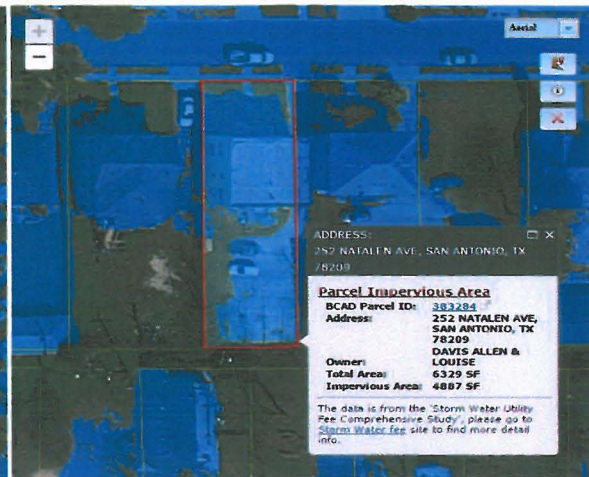 +
−
Aerial
ADDRESS:
252 NATALEN AVE, SAN ANTONIO, TX
78209
Parcel Impervious Area
BCAD Parcel ID: 383284
Address: 252 NATALEN AVE,
SAN ANTONIO, TX
78209
DAVIS ALLEN &
Owner: LOUISE
Total Area: 6329 SF
Impervious Area: 4887 SF
The data is from the 'Storm Water Utility
Fee Comprehensive Study', please go to
Storm Water fee site to find more detail
info.